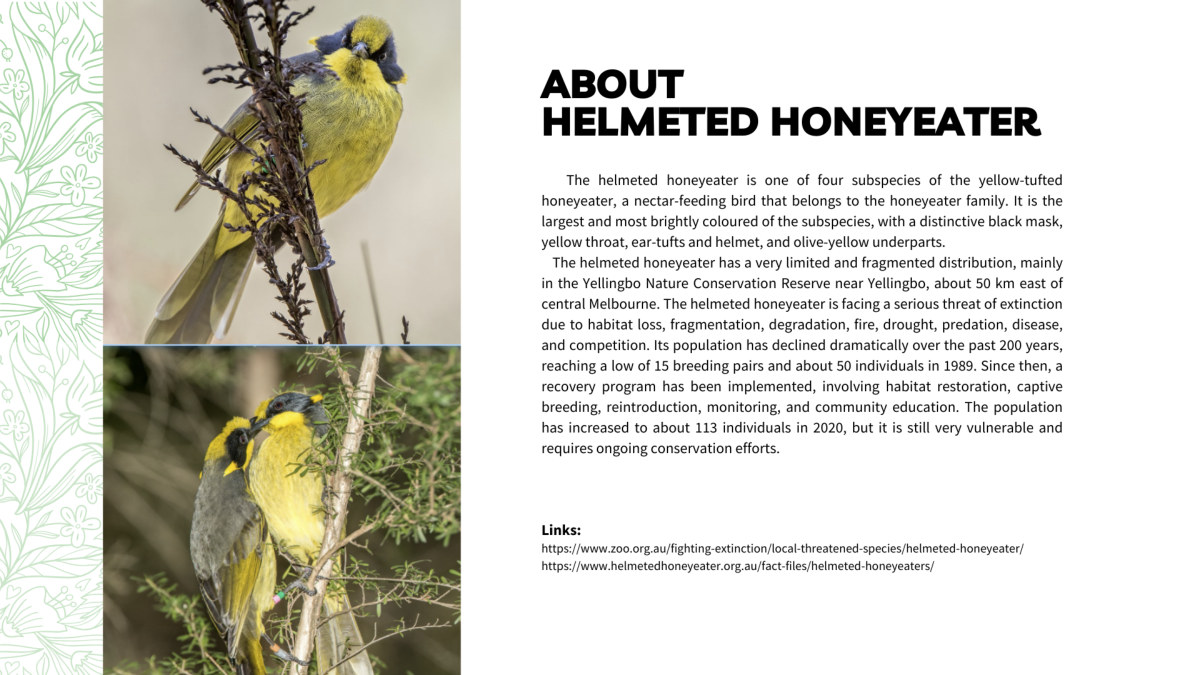 ABOUT
HELMETED HONEYEATER
The helmeted honeyeater is one of four subspecies of the yellow-tufted
honeyeater, a nectar-feeding bird that belongs to the honeyeater family. It is the
largest and most brightly coloured of the subspecies, with a distinctive black mask,
yellow throat, ear-tufts and helmet, and olive-yellow underparts.
The helmeted honeyeater has a very limited and fragmented distribution, mainly
in the Yellingbo Nature Conservation Reserve near Yellingbo, about 50 km east of
central Melbourne. The helmeted honeyeater is facing a serious threat of extinction
due to habitat loss, fragmentation, degradation, fire, drought, predation, disease,
and competition. Its population has declined dramatically over the past 200 years,
reaching a low of 15 breeding pairs and about 50 individuals in 1989. Since then, a
recovery program has been implemented, involving habitat restoration, captive
breeding, reintroduction, monitoring, and community education. The population
has increased to about 113 individuals in 2020, but it is still very vulnerable and
requires ongoing conservation efforts.
Links:
https://www.zoo.org.au/fighting-extinction/local-threatened-species/helmeted-honeyeater/
https://www.helmetedhoneyeater.org.au/fact-files/helmeted-honeyeaters/